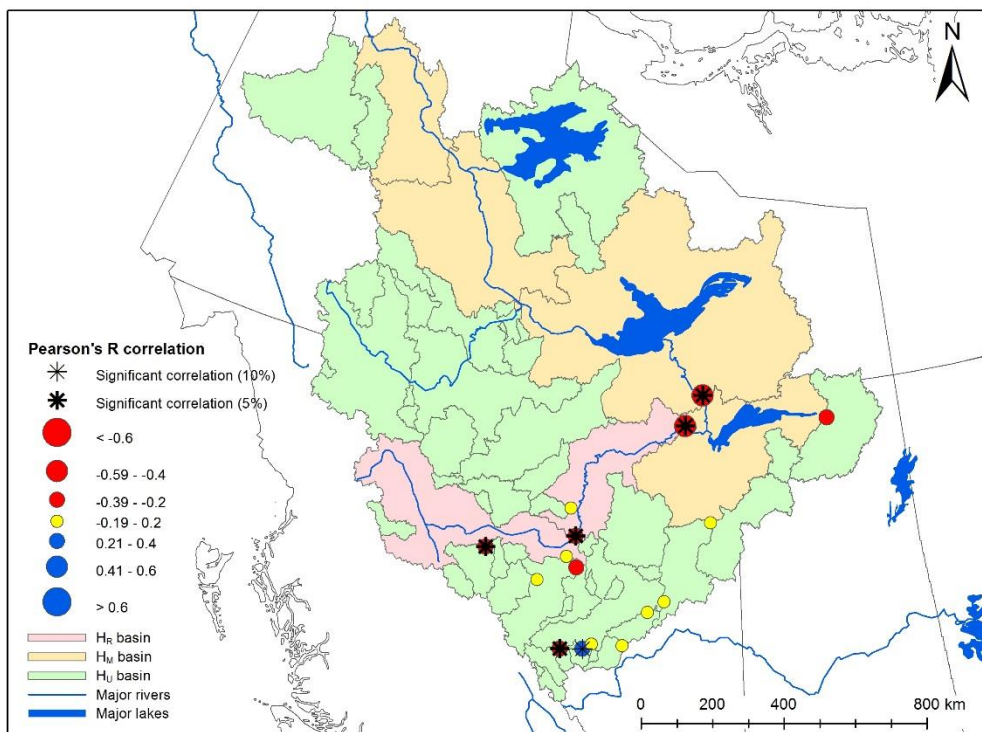 N
Pearson's R correlation
Significant correlation (10%)
Significant correlation (5%)
< -0.6
-0.59 - -0.4
-0.39 - -0.2
-0.19 - 0.2
0.21 - 0.4
0.41 - 0.6
> 0.6
HR basin
HM basin
HU basin
Major rivers
Major lakes
0 200 400 800 km